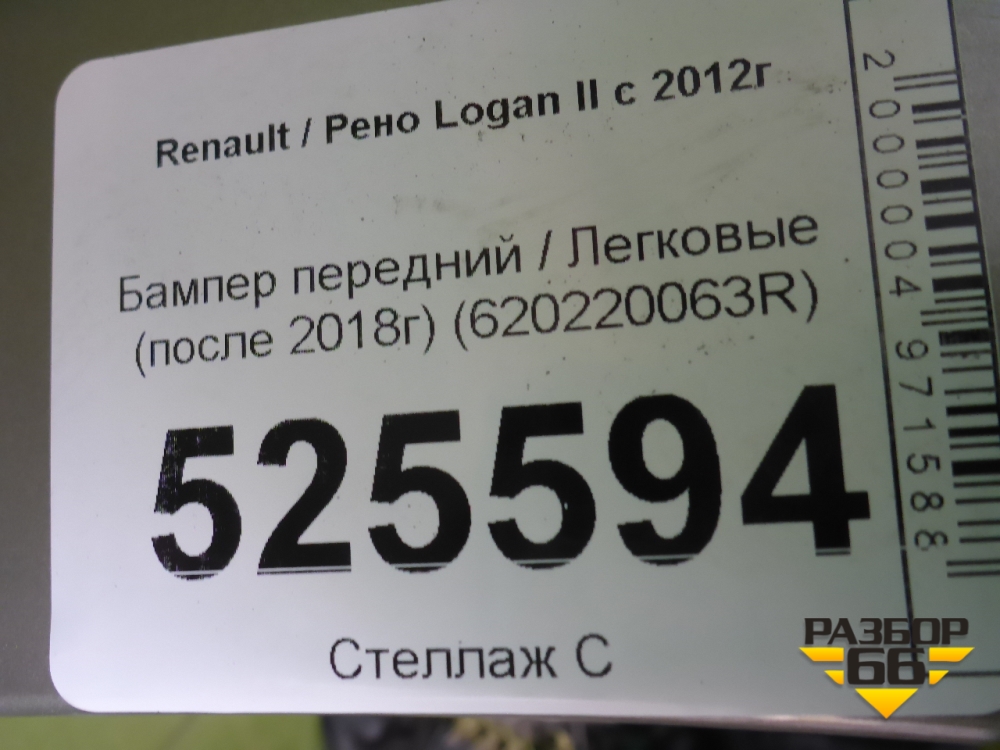 Renault / Рено Logan II с 2012г
Бампер передний / Легковые
(после 2018г) (620220063R)
525594
Стеллаж С
2000004971588
РАЗБОР
66